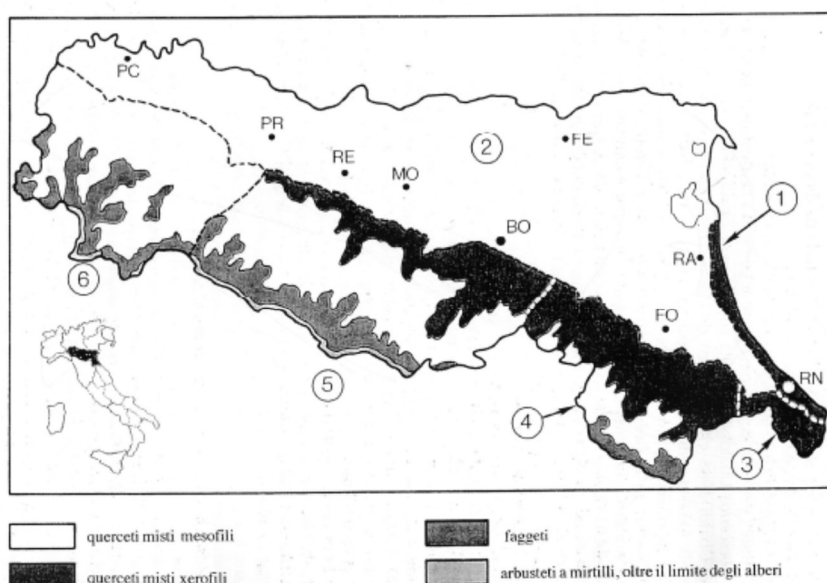 PC
PR
2
FE
RE
MO
1
BO
RA
6
FO
5
RN
4
3
querceti misti mesofili
faggeti
querceti misti xerofili
arbusteti a mirtilli, oltre il limite degli alberi